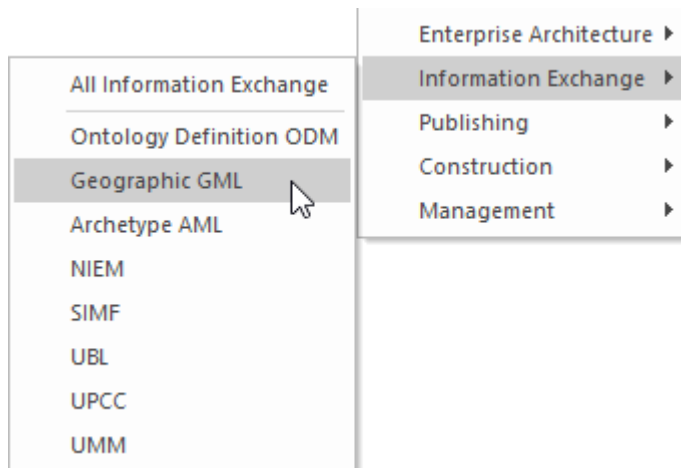 Enterprise Architecture
Information Exchange
Publishing
Construction
Management
All Information Exchange
Ontology Definition ODM
Geographic GML
Archetype AML
NIEM
SIMF
UBL
UPCC
UMM